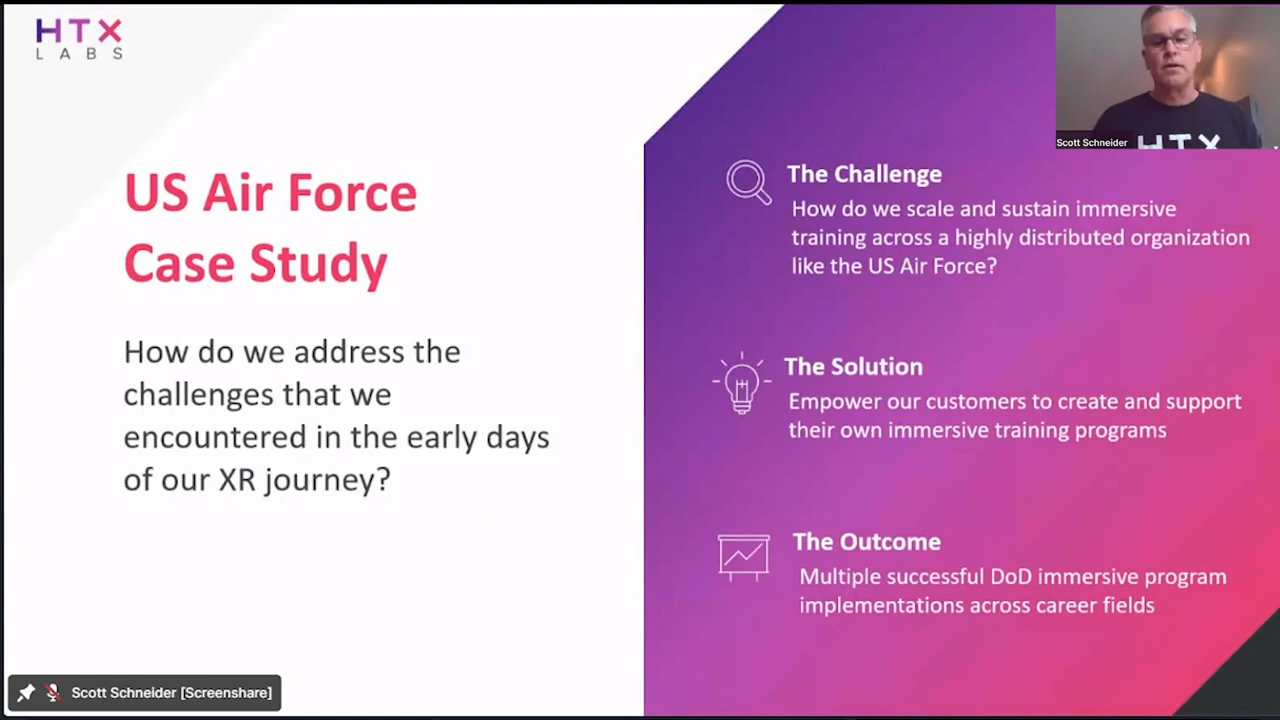 HTX
LABS
US Air Force
Case Study
How do we address the
challenges that we
encountered in the early days
of our XR journey?
The Challenge
How do we scale and sustain immersive
training across a highly distributed organization
like the US Air Force?
The Solution
Empower our customers to create and support
their own immersive training programs
The Outcome
Multiple successful DoD immersive program
implementations across career fields
HTX
Scott Schneider
Scott Schneider [Screenshare]